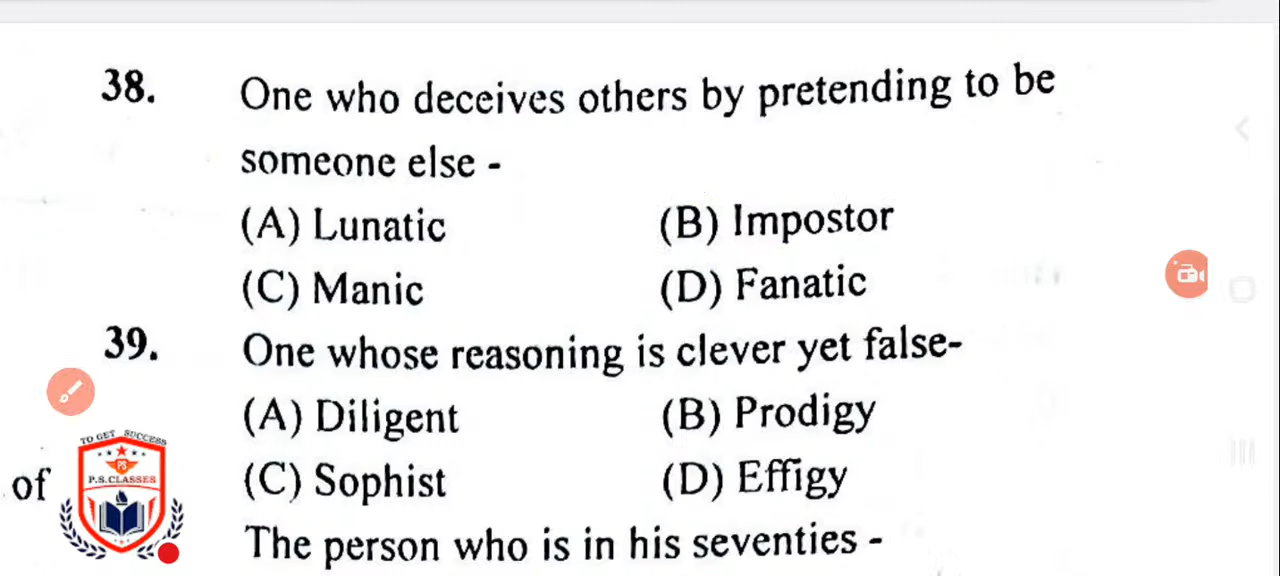 38. One who deceives others by pretending to be
someone else -
(A) Lunatic (B) Impostor
(C) Manic (D) Fanatic
39. One whose reasoning is clever yet false-
(A) Diligent (B) Prodigy
of (C) Sophist (D) Effigy
The person who is in his seventies -
TO GET SUCCESS
PS
P.S.CLASSES